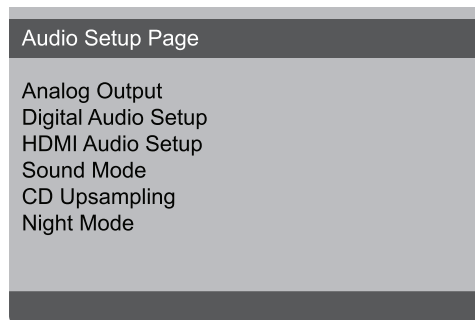 Audio Setup Page
Analog Output
Digital Audio Setup
HDMI Audio Setup
Sound Mode
CD Upsampling
Night Mode